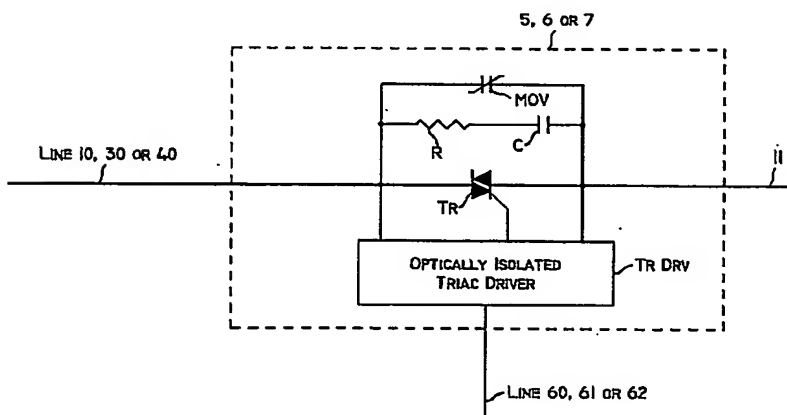 5, 6 OR 7
MOV
R
C
LINE 10, 30 OR 40
11
TR
OPTICALLY ISOLATED
TRIAC DRIVER
TR DRV
LINE 60, 61 OR 62